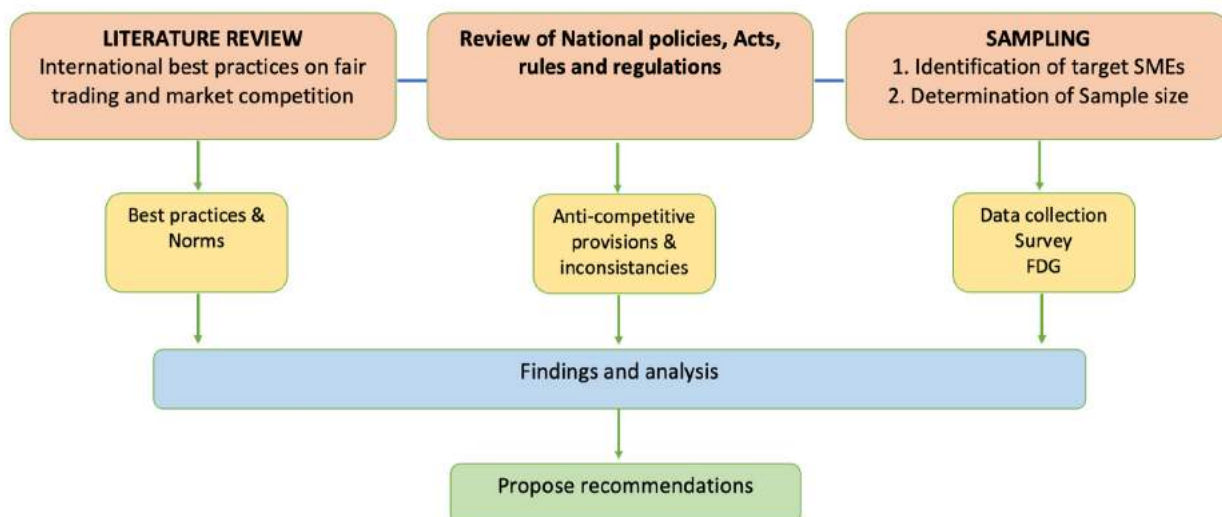 LITERATURE REVIEW
International best practices on fair
trading and market competition
Review of National policies, Acts,
rules and regulations
SAMPLING
1. Identification of target SMEs
2. Determination of Sample size
Best practices &
Norms
Anti-competitive
provisions &
inconsistancies
Data collection
Survey
FDG
Findings and analysis
Propose recommendations